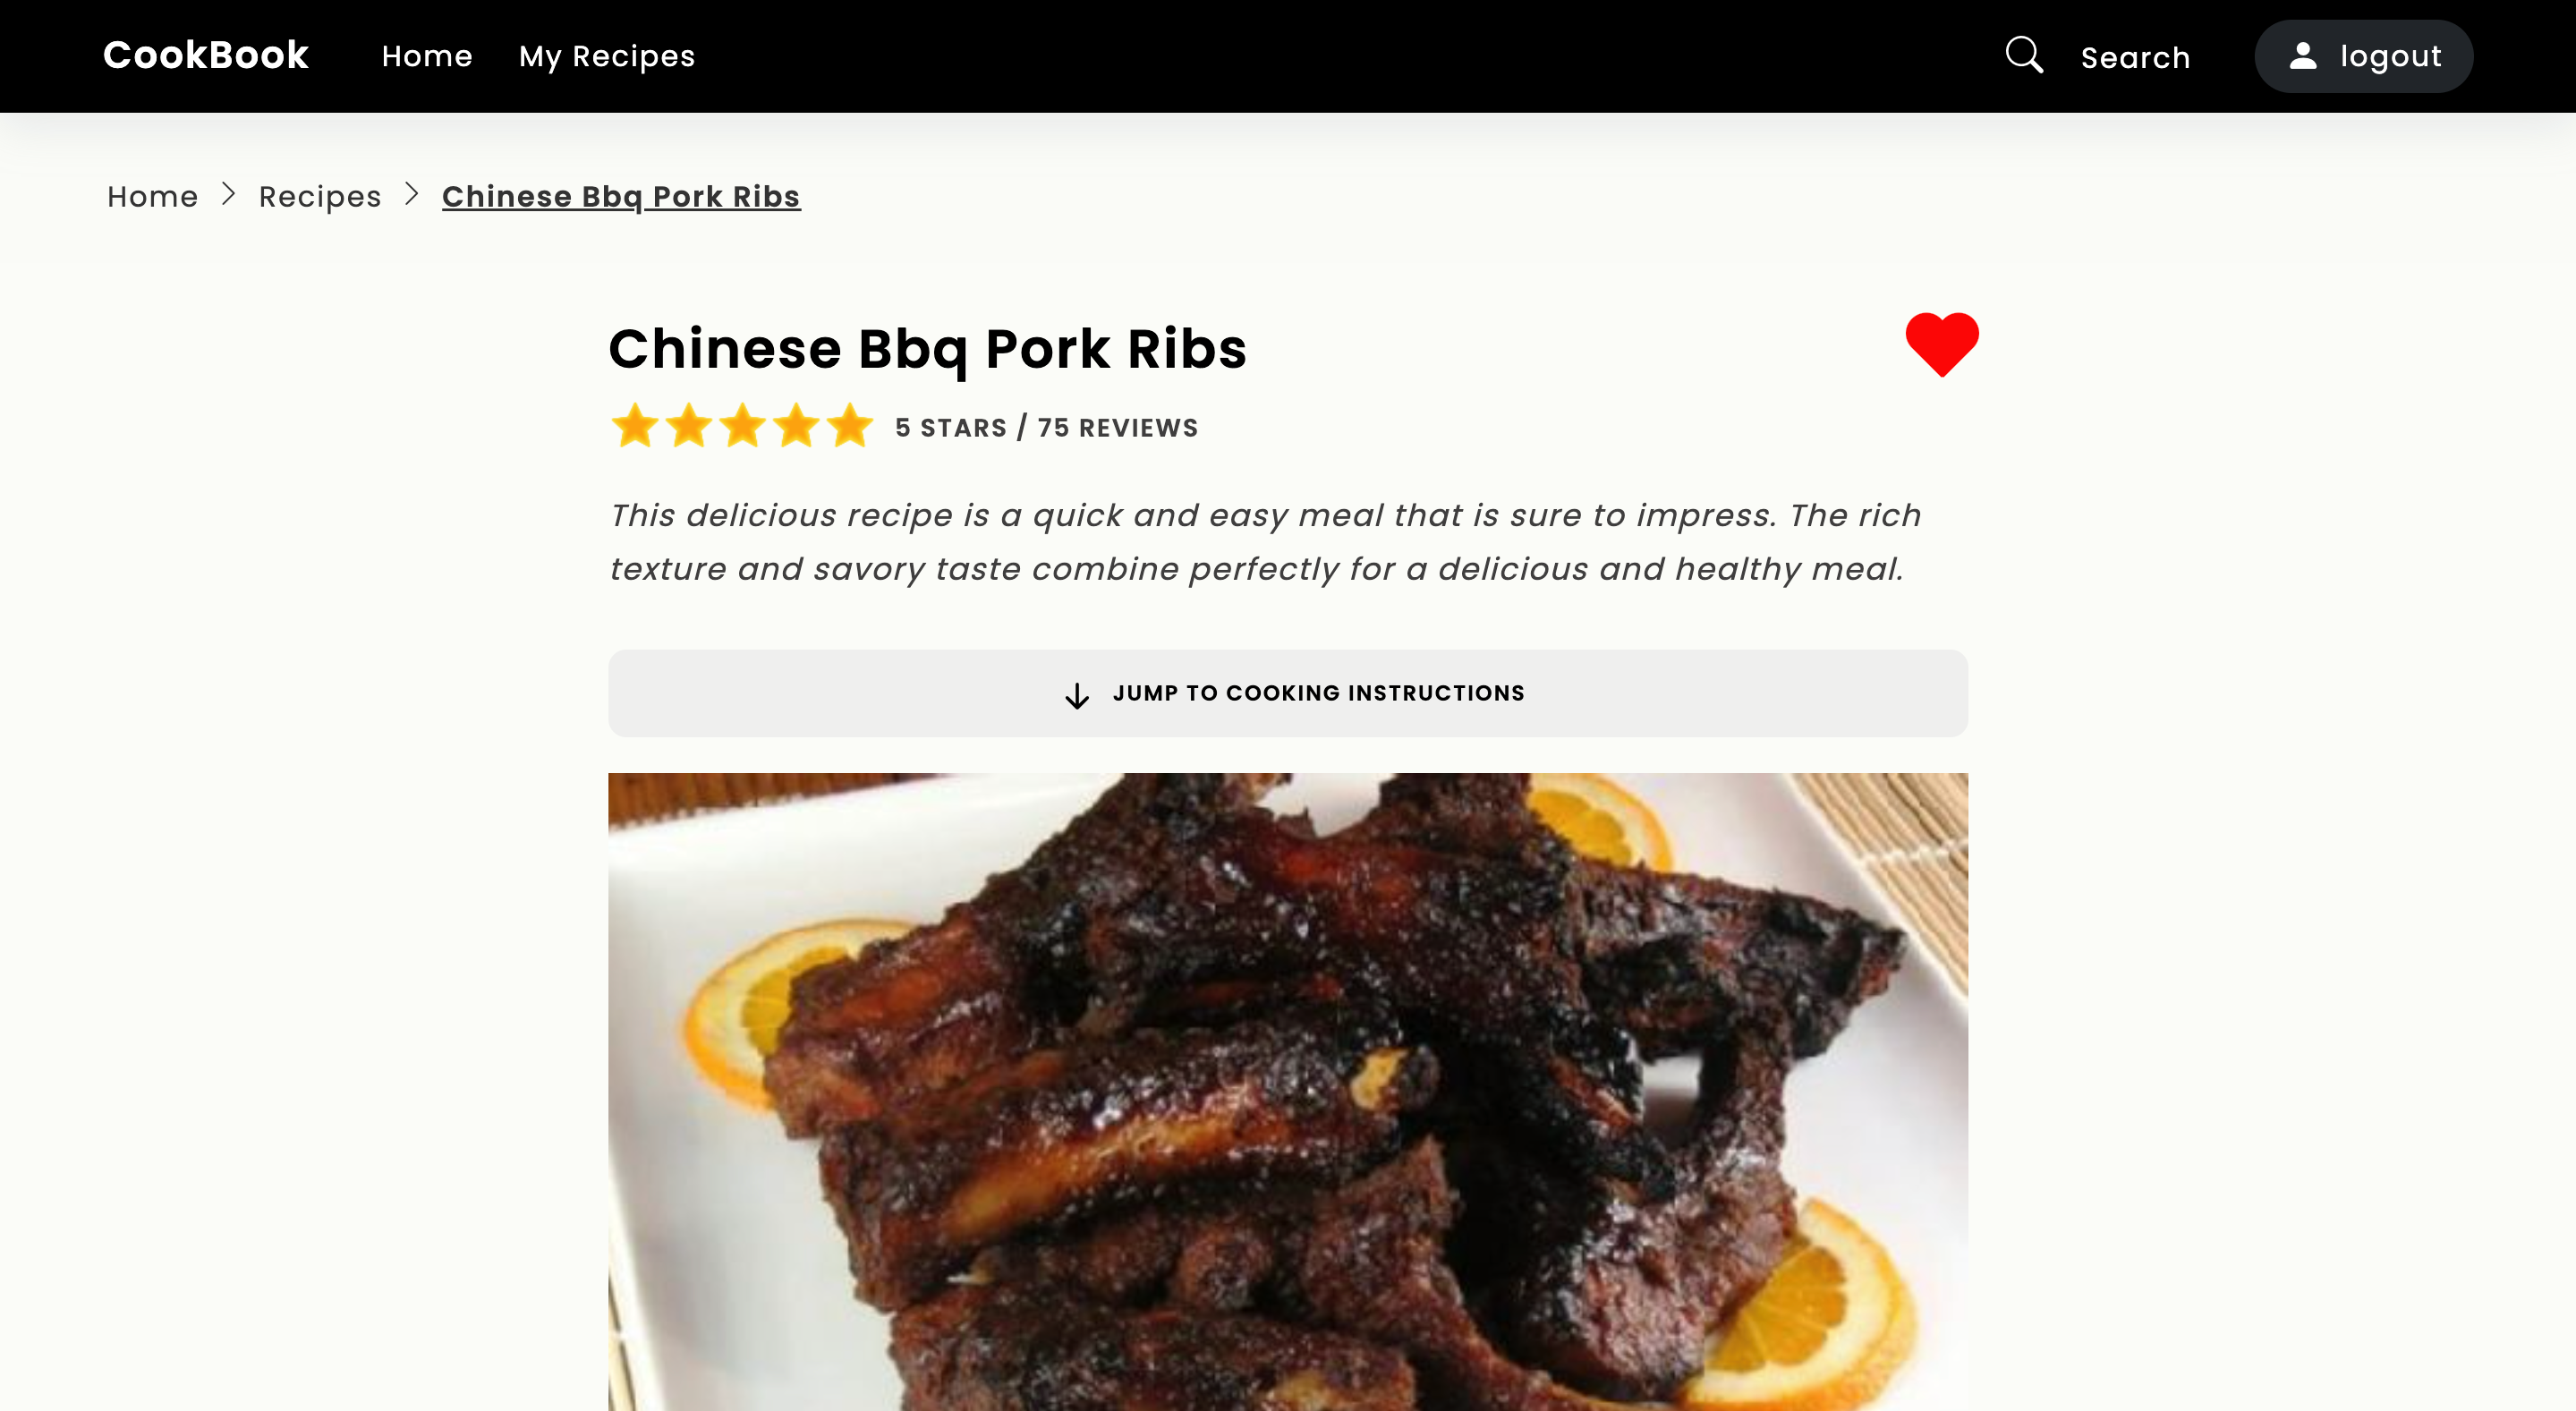 CookBook Home My Recipes Search logout
Home Recipes Chinese Bbq Pork Ribs
Chinese Bbq Pork Ribs
5 STARS / 75 REVIEWS
This delicious recipe is a quick and easy meal that is sure to impress. The rich
texture and savory taste combine perfectly for a delicious and healthy meal.
JUMP TO COOKING INSTRUCTIONS